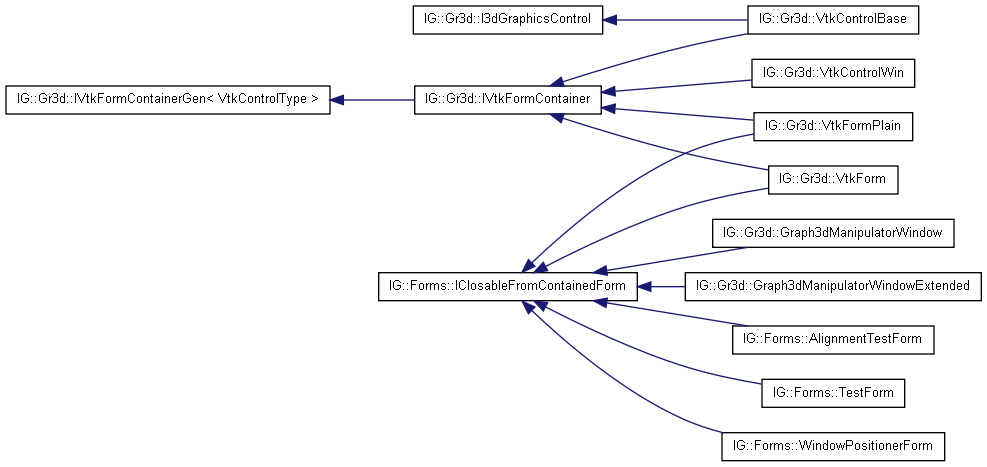 IG::Gr3d::I3dGraphicsControl
IG::Gr3d::VtkControlBase
IG::Gr3d::VtkControlWin
IG::Gr3d::IVtkFormContainerGen< VtkControlType >
IG::Gr3d::IVtkFormContainer
IG::Gr3d::VtkFormPlain
IG::Gr3d::VtkForm
IG::Gr3d::Graph3dManipulatorWindow
IG::Forms::IClosableFromContainedForm
IG::Gr3d::Graph3dManipulatorWindowExtended
IG::Forms::AlignmentTestForm
IG::Forms::TestForm
IG::Forms::WindowPositionerForm